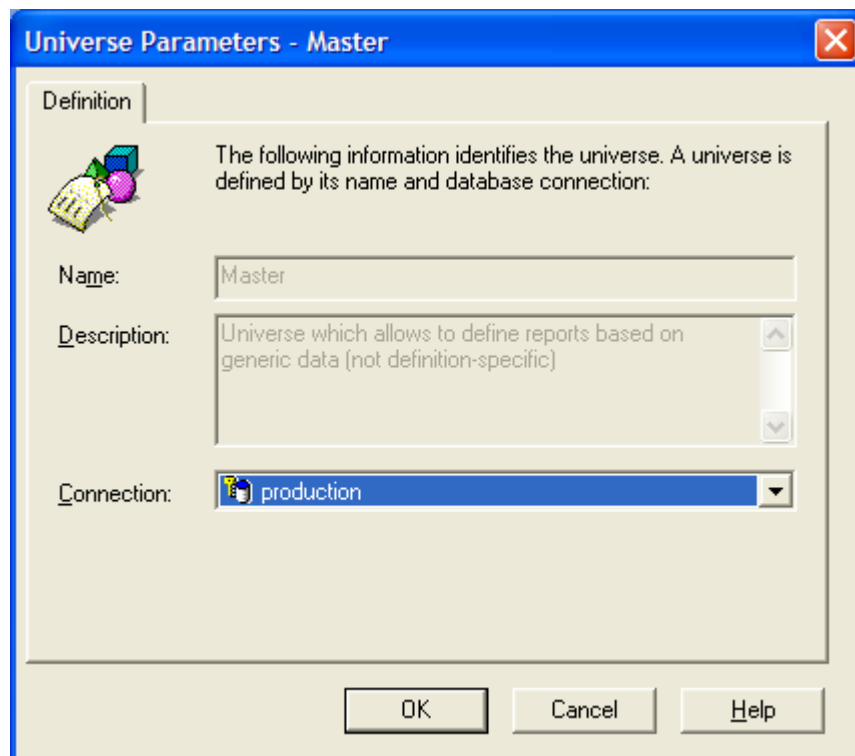 Universe Parameters - Master
Definition
The following information identifies the universe. A universe is
defined by its name and database connection:
Name:
Master
Description:
Universe which allows to define reports based on
generic data (not definition-specific)
Connection:
production
OK
Cancel
Help